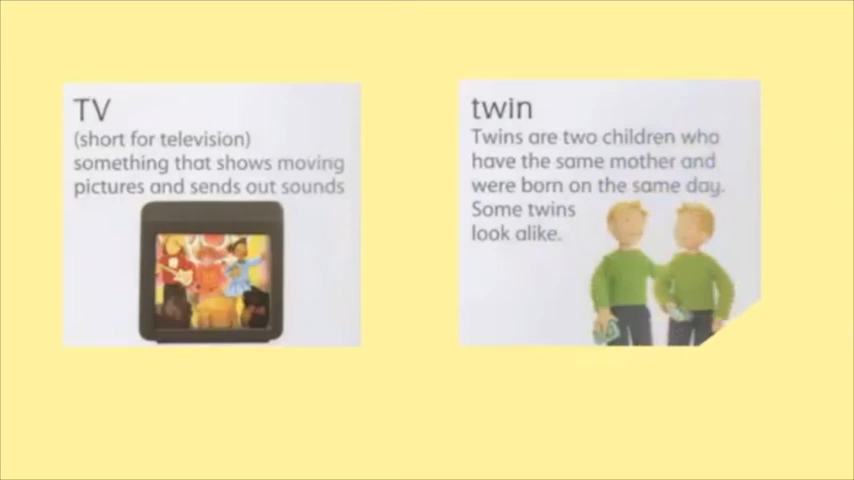 TV
(short for television)
something that shows moving
pictures and sends out sounds
twin
Twins are two children who
have the same mother and
were born on the same day.
Some twins
look alike.